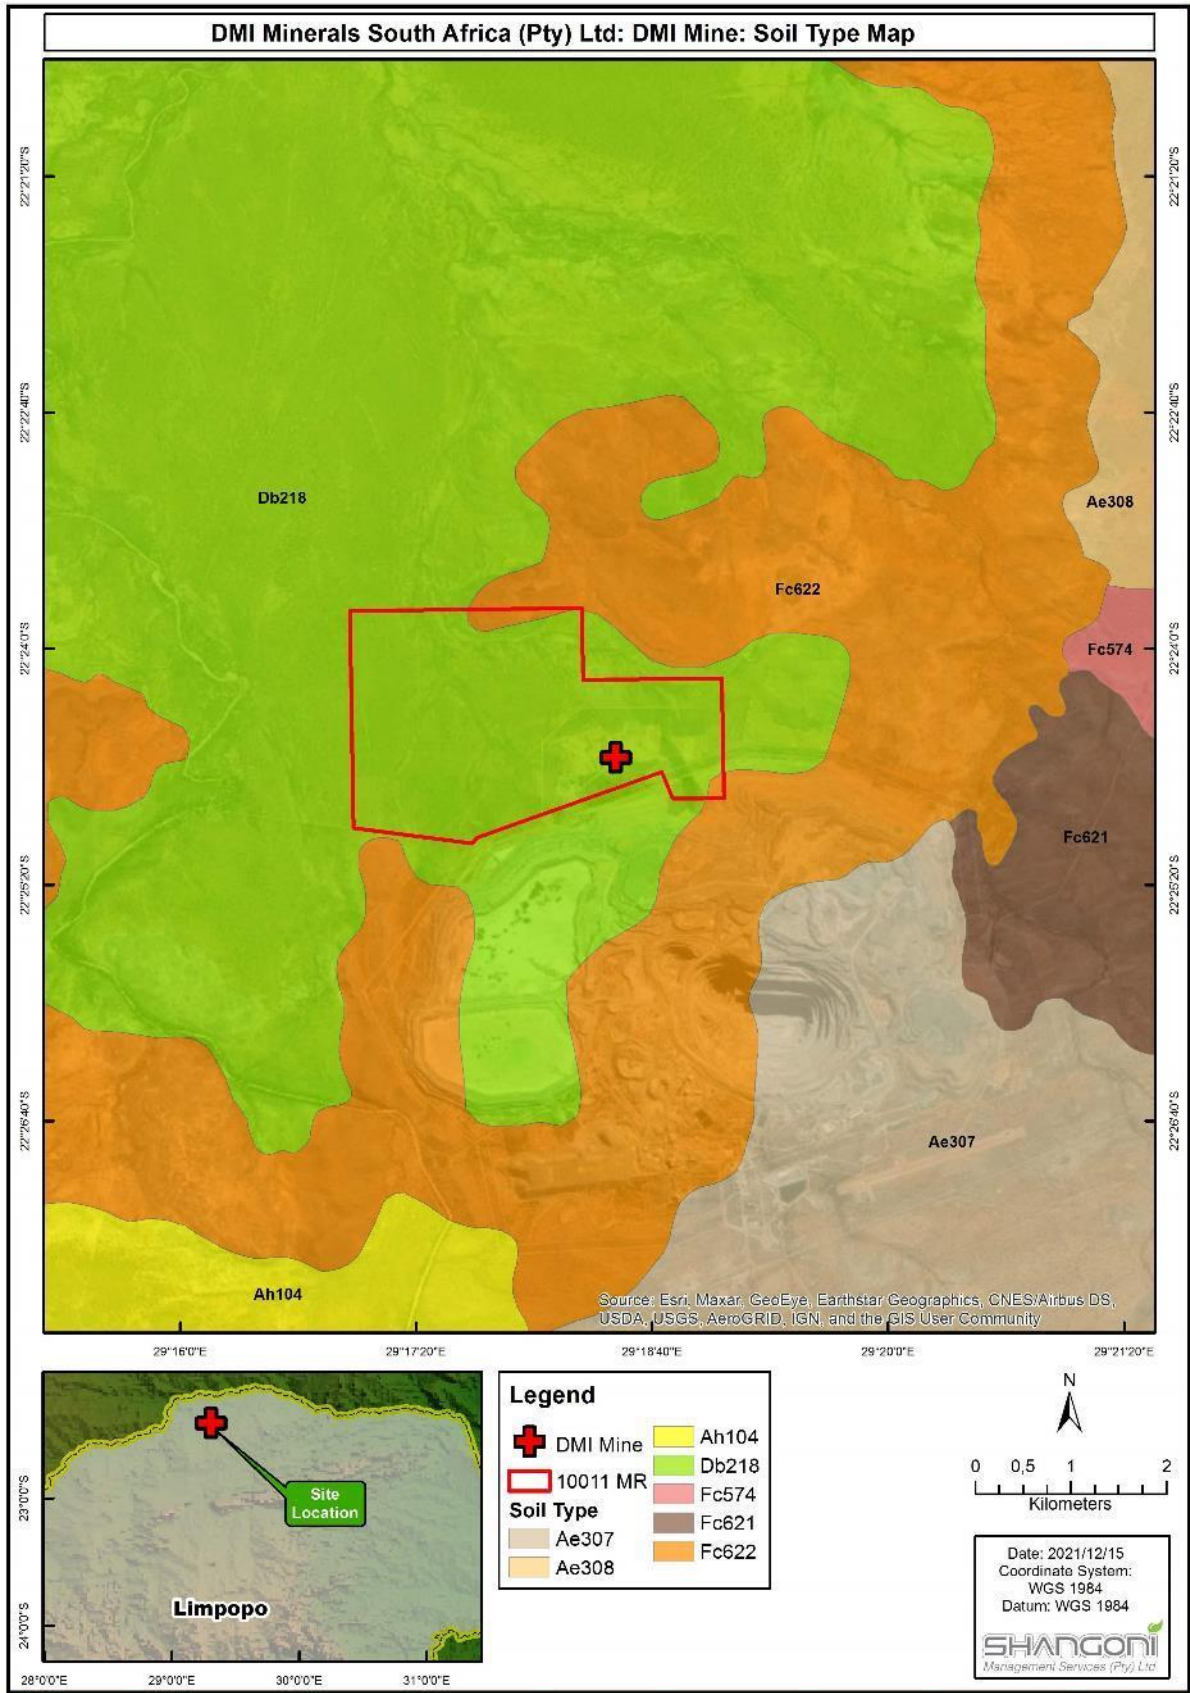 DMI Minerals South Africa (Pty) Ltd: DMI Mine: Soil Type Map
22°21'20"S
22°21'20"S
22°22'40"S
22°22'40"S
Db218
Ae308
Fc622
22°24'0"S
Fc574
22°24'0"S
Fc621
22°25'20"S
22°25'20"S
22°26'40"S
22°26'40"S
Ae307
Ah104
Source: Esri, Maxar, GeoEye, Earthstar Geographics, CNES/Airbus DS,
USDA, USGS, AeroGRID, IGN, and the GIS User Community
29°16'0"E
29°17'20"E
29°18'40"E
29°20'0"E
29°21'20"E
23°0'0"S
24°0'0"S
Site
Location
Limpopo
28°0'0"E
29°0'0"E
30°0'0"E
31°0'0"E
Legend
DMI Mine
10011 MR
Soil Type
Ae307
Ae308
Ah104
Db218
Fc574
Fc621
Fc622
N
0 0,5 1 2
Kilometers
Date: 2021/12/15
Coordinate System:
WGS 1984
Datum: WGS 1984
SHANGONI
Management Services (Pty) Ltd